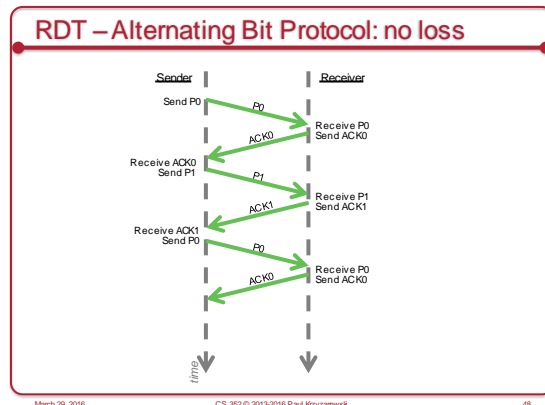 RDT – Alternating Bit Protocol: no loss
Sender
Receiver
Send P0
P0
Receive P0
Send ACK0
ACK0
Receive ACK0
Send P1
P1
Receive P1
Send ACK1
ACK1
Receive ACK1
Send P0
P0
Receive P0
Send ACK0
ACK0
time
March 29, 2016
CS 352 © 2013-2016 Paul Krzyzanowski
48